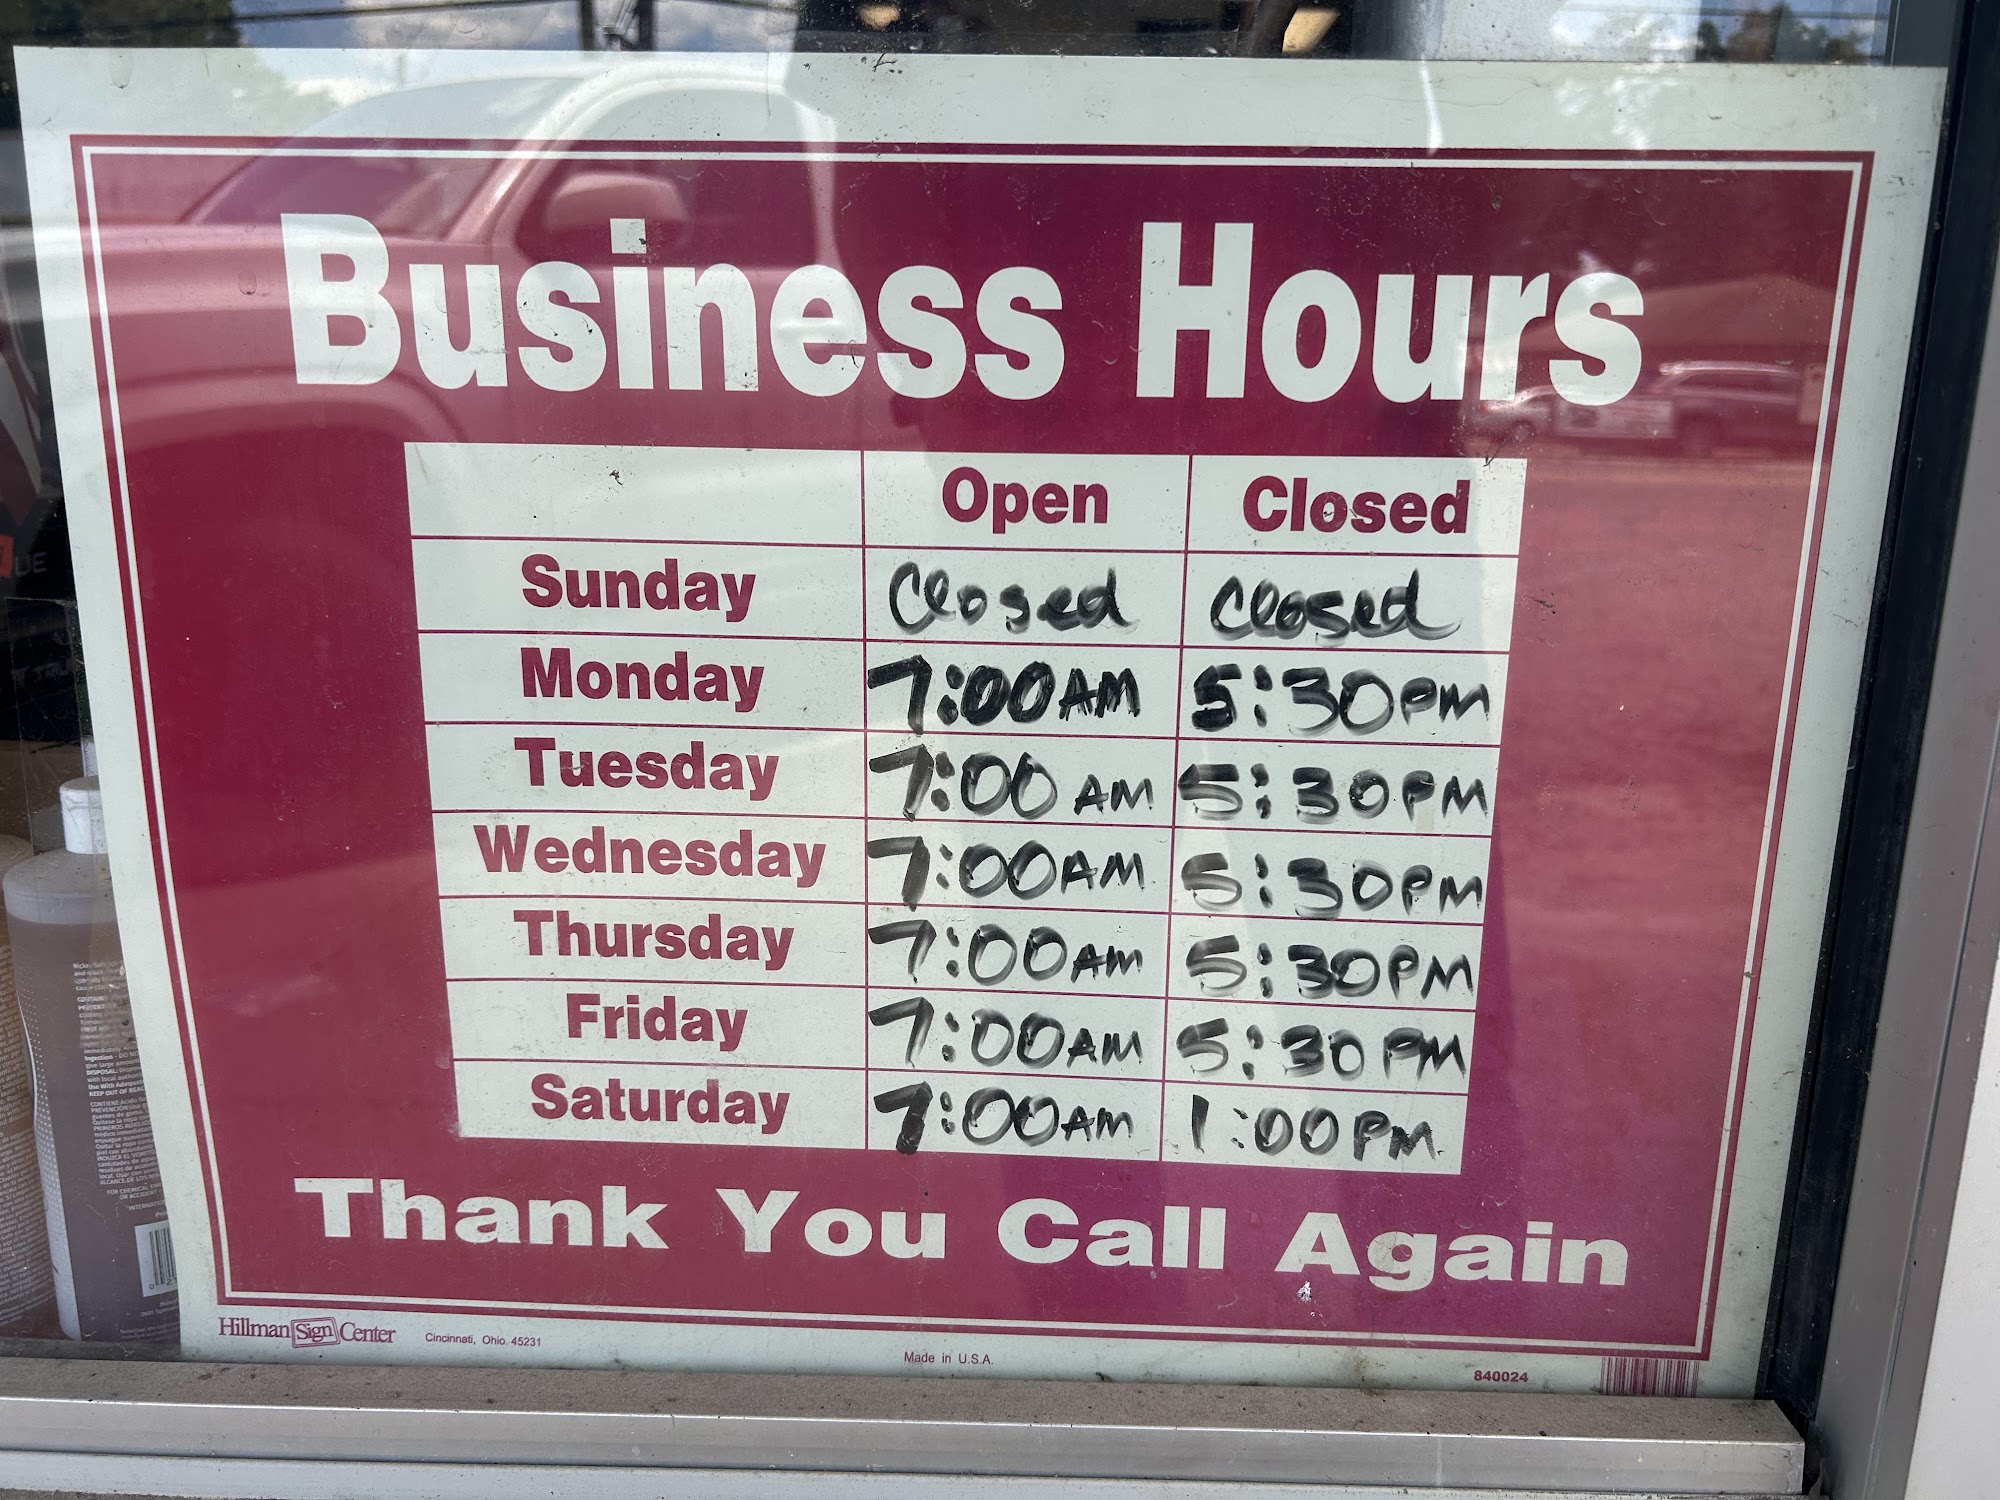 Business Hours
Open Closed
Sunday Closed Closed
Monday 7:00AM 5:30PM
Tuesday 7:00 AM 5:30PM
Wednesday 7:00AM 5:30PM
Thursday 7:00AM 5:30PM
Friday 7:00AM 5:30 PM
Saturday 7:00AM 1:00PM.
Thank You Call Again
Hillman Sign Center Cincinnati, Ohio. 45231
Made in U.S.A.
840024